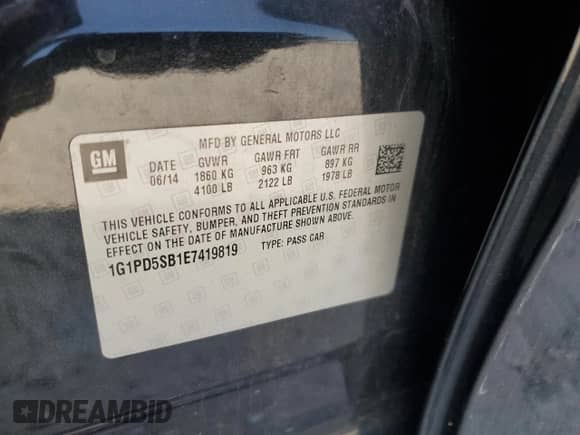 GM
MFD BY GENERAL MOTORS LLC
DATE GVWR GAWR FRT GAWR RR
06/14 1860 KG 963 KG 897 KG
4100 LB 2122 LB 1978 LB
THIS VEHICLE CONFORMS TO ALL APPLICABLE U.S. FEDERAL MOTOR
VEHICLE SAFETY, BUMPER, AND THEFT PREVENTION STANDARDS IN
EFFECT ON THE DATE OF MANUFACTURE SHOWN ABOVE.
1G1PD5SB1E7419819 TYPE: PASS CAR
DREAMBID